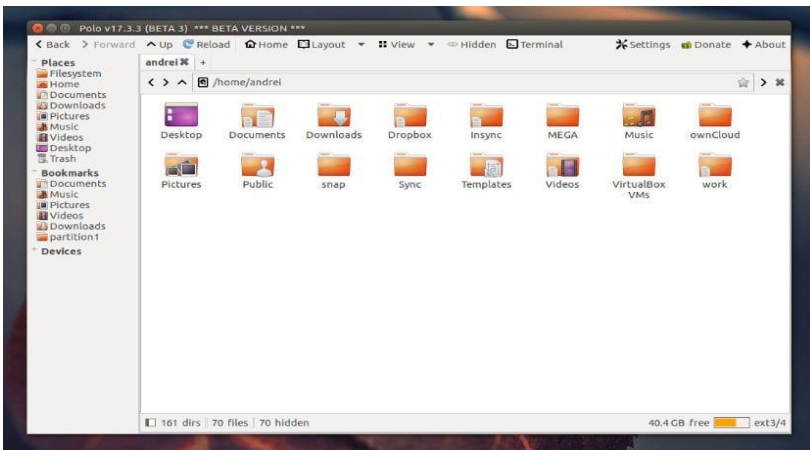 Polo v17.3.3 (BETA 3) *** BETA VERSION ***
Back Forward Up Reload Home Layout View Hidden Terminal Settings Donate About
Places
Filesystem
Home
Documents
Downloads
Pictures
Music
Videos
Desktop
Trash
Bookmarks
Documents
Music
Pictures
Videos
Downloads
partition1
Devices
andrei +
/home/andrei
Desktop Documents Downloads Dropbox Insync MEGA Music ownCloud
Pictures Public snap Sync Templates Videos VirtualBox VMs work
161 dirs 70 files 70 hidden 40.4 GB free ext3/4